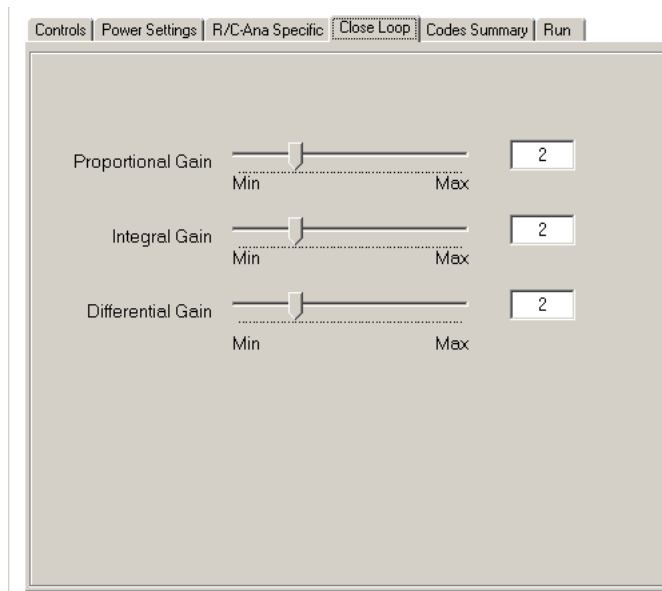 Controls Power Settings R/C-Ana Specific Close Loop Codes Summary Run
Proportional Gain 2
Min Max
Integral Gain 2
Min Max
Differential Gain 2
Min Max